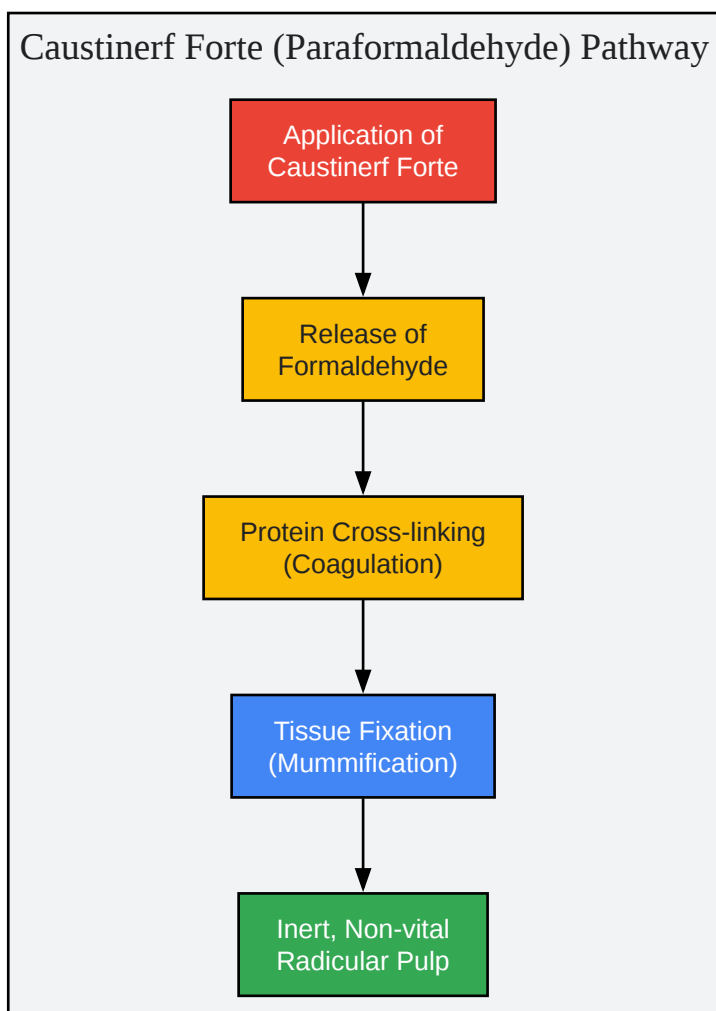 Caustinerf Forte (Paraformaldehyde) Pathway
Application of
Caustinerf Forte
Release of
Formaldehyde
Protein Cross-linking
(Coagulation)
Tissue Fixation
(Mummification)
Inert, Non-vital
Radicular Pulp